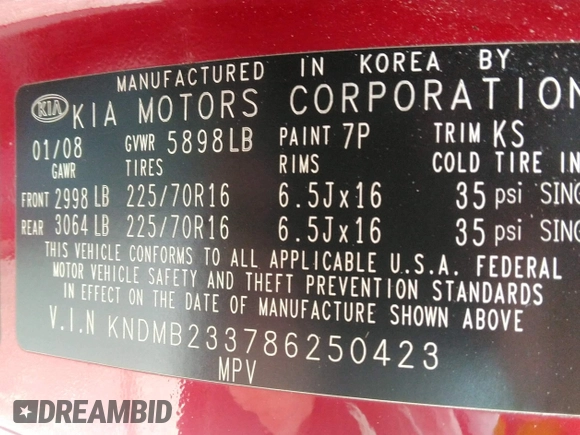 MANUFACTURED IN KOREA BY
KIA KIA MOTORS CORPORATION
01/08 GVWR 5898LB PAINT 7P TRIM KS
GAWR TIRES RIMS COLD TIRE
FRONT 2998 LB 225/70R16 6.5Jx16 35 psi
REAR 3064 LB 225/70R16 6.5Jx16 35 psi
THIS VEHICLE CONFORMS TO ALL APPLICABLE U.S.A. FEDERAL
MOTOR VEHICLE SAFETY AND THEFT PREVENTION STANDARDS
IN EFFECT ON THE DATE OF MANUFACTURE SHOWN ABOVE
V.I.N KNDMB233786250423
MPV
DREAMBID